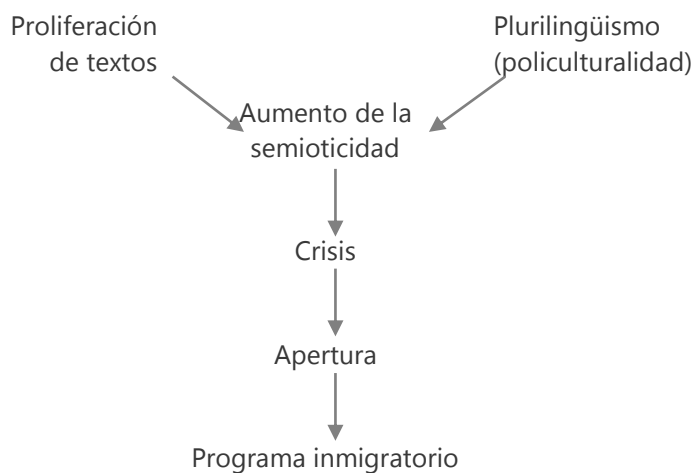 Proliferación
de textos
Plurilingüismo
(policulturalidad)
Aumento de la
semioticidad
Crisis
Apertura
Programa inmigratorio